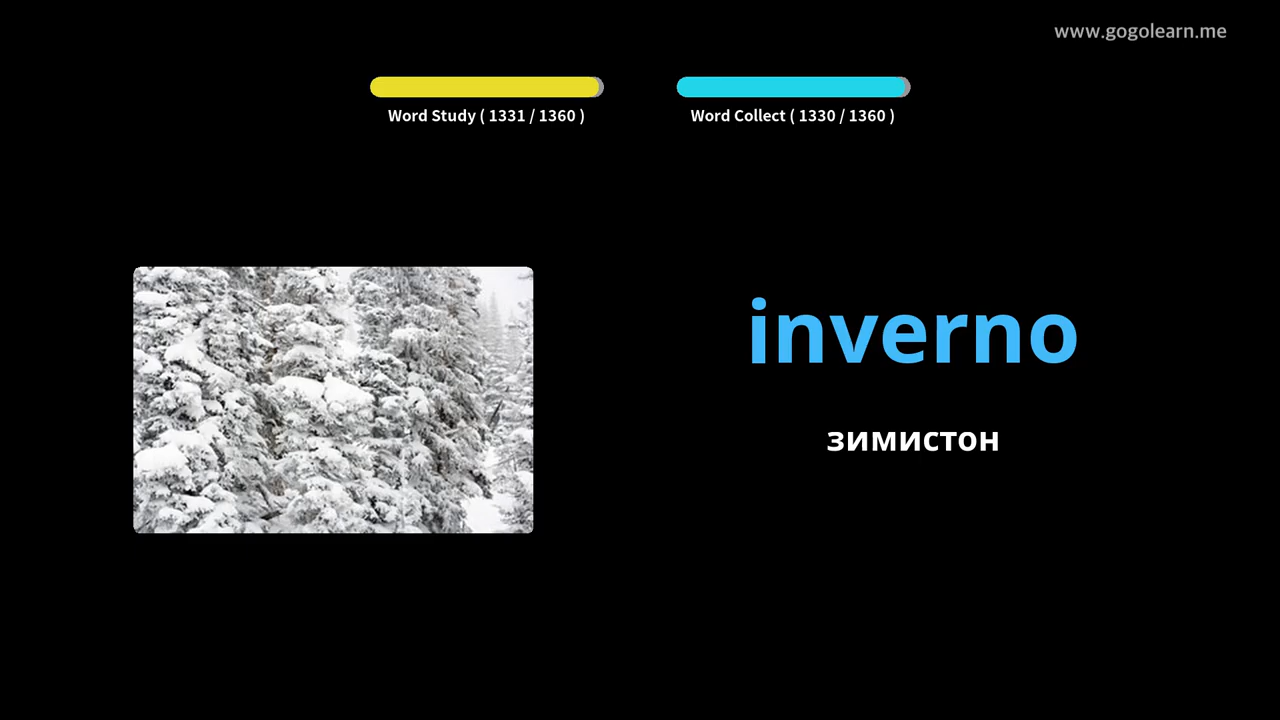 www.gogolearn.me
Word Study ( 1331 / 1360 )
Word Collect ( 1330 / 1360 )
inverno
зимистон